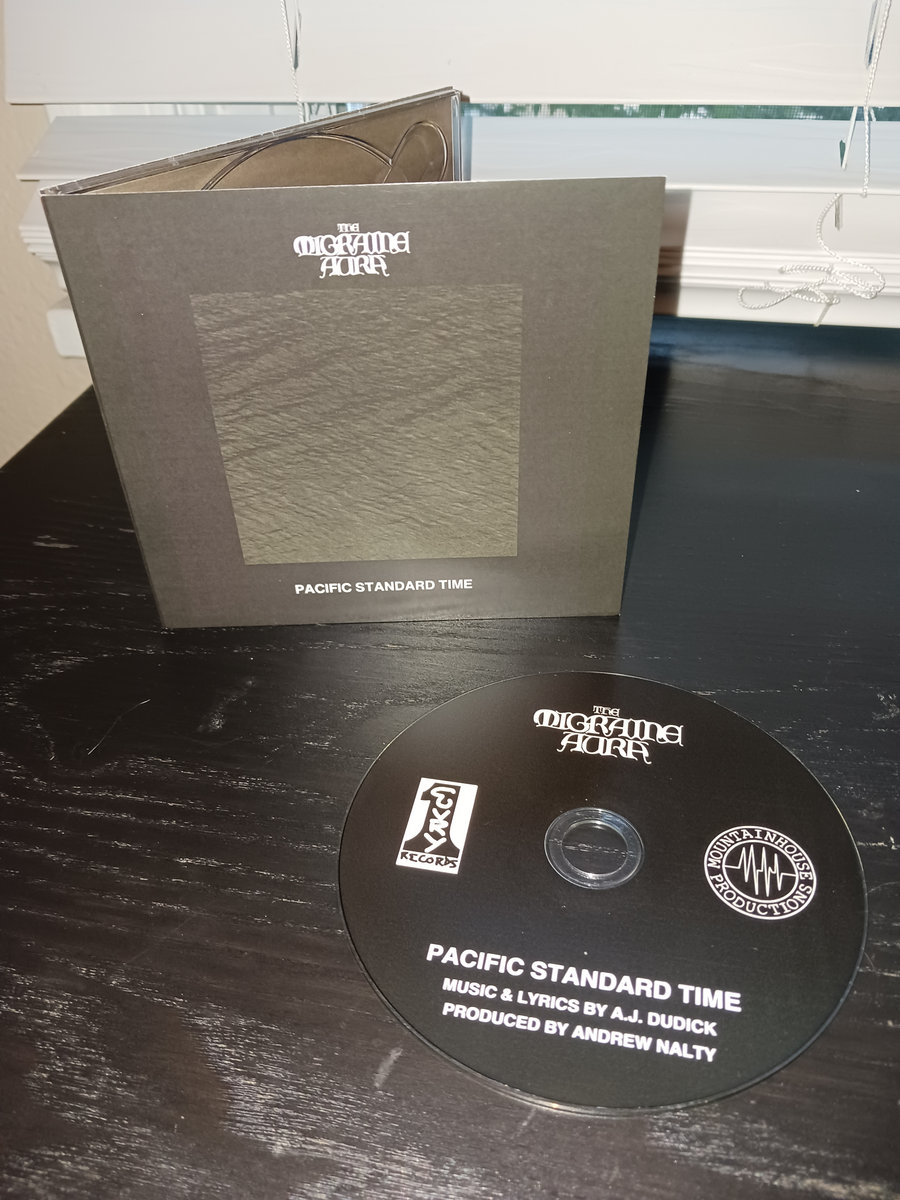 THE
MIGRAINE
AURA
PACIFIC STANDARD TIME
THE
MIGRAINE
AURA
RECORDS
MOUNTAINHOUSE
PRODUCTIONS
PACIFIC STANDARD TIME
MUSIC & LYRICS BY A.J. DUDICK
PRODUCED BY ANDREW NALTY